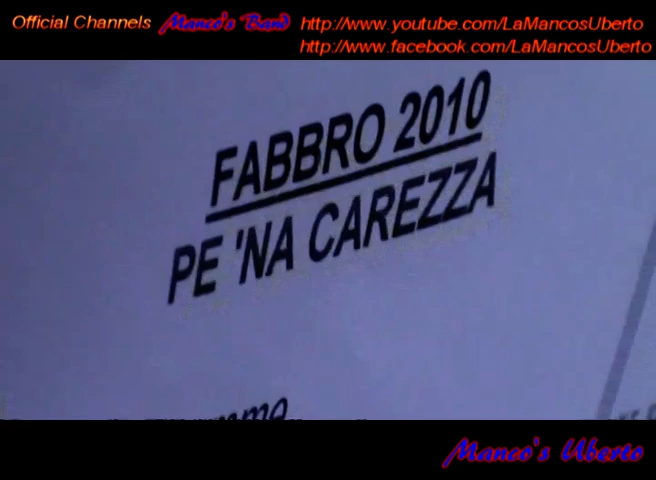 Official Channels Manco's Band http://www.youtube.com/LaMancosUberto
http://www.facebook.com/LaMancosUberto
FABBRO 2010
PE 'NA CAREZZA
Manco's Uberto